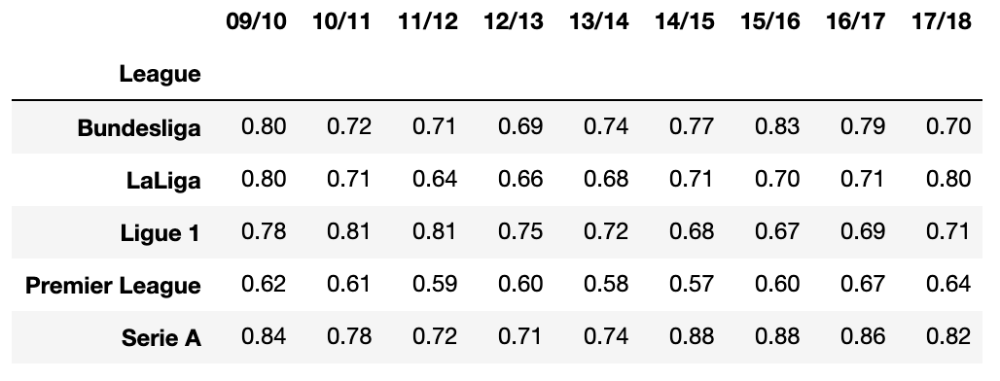 09/10 10/11 11/12 12/13 13/14 14/15 15/16 16/17 17/18
League
Bundesliga 0.80 0.72 0.71 0.69 0.74 0.77 0.83 0.79 0.70
LaLiga 0.80 0.71 0.64 0.66 0.68 0.71 0.70 0.71 0.80
Ligue 1 0.78 0.81 0.81 0.75 0.72 0.68 0.67 0.69 0.71
Premier League 0.62 0.61 0.59 0.60 0.58 0.57 0.60 0.67 0.64
Serie A 0.84 0.78 0.72 0.71 0.74 0.88 0.88 0.86 0.82